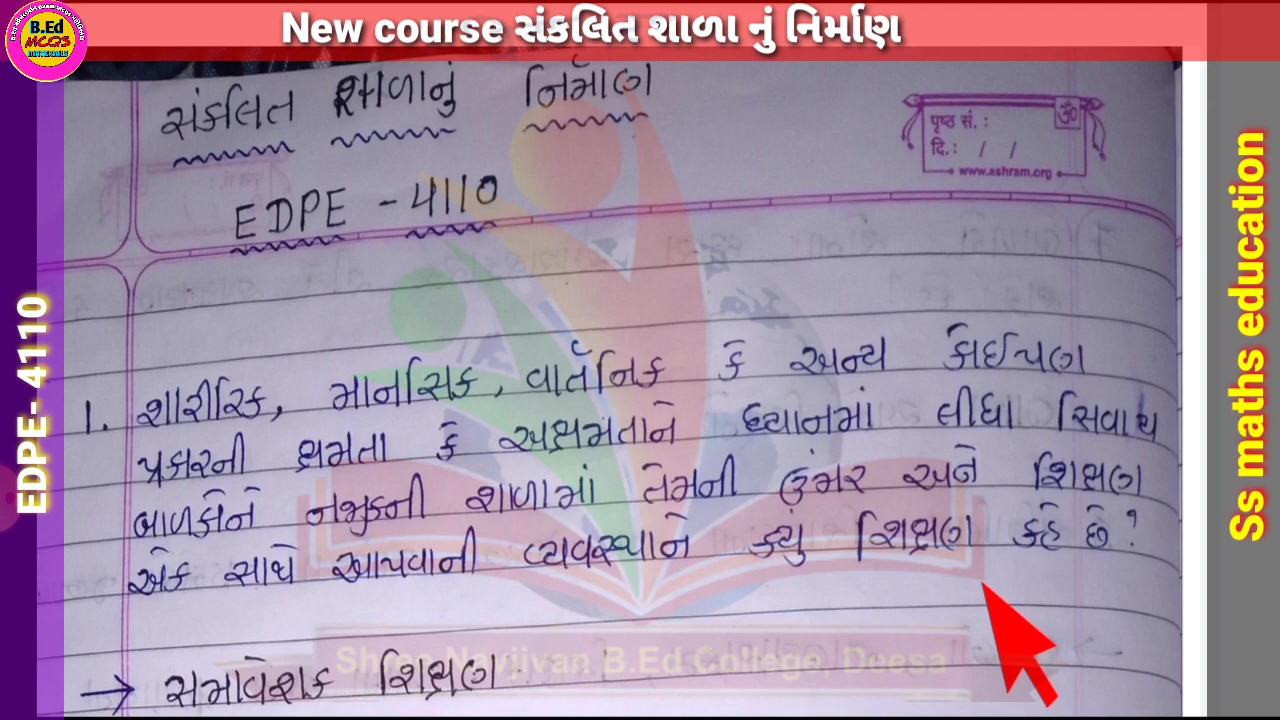 New course સંકલિત શાળા નું નિર્માણ
B.Ed
MCQS
સંકલિત શાળાનું નિર્માણ
EDPE - 4110
पृष्ठ सं. :
दि. : / /
ॐ
www.ashram.org
1. શારીરિક, માનસિક, વાર્તનિક કે અન્ય કોઈપણ
પ્રકારની ક્ષમતા કે અક્ષમતાને ધ્યાનમાં લીધા સિવાય
બાળકોને નજીકની શાળામાં તેમની ઉંમર અને શિક્ષણ
એક સાથે આપવાની વ્યવસ્થાને ક્યું શિક્ષણ કહે છે?
→ સમાવેશક શિક્ષણ
Shree Navjivan B.Ed College, Deesa
EDPE- 4110
Ss maths education